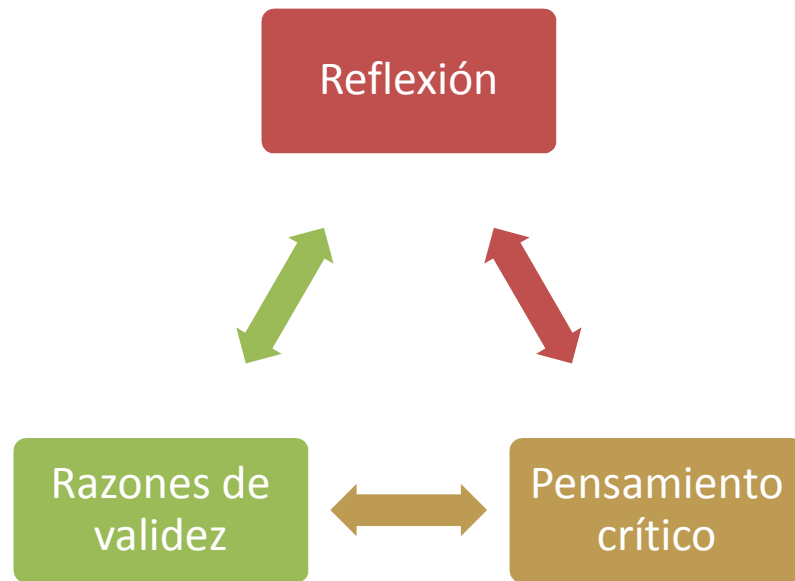 Reflexión
Razones de
validez
Pensamiento
crítico